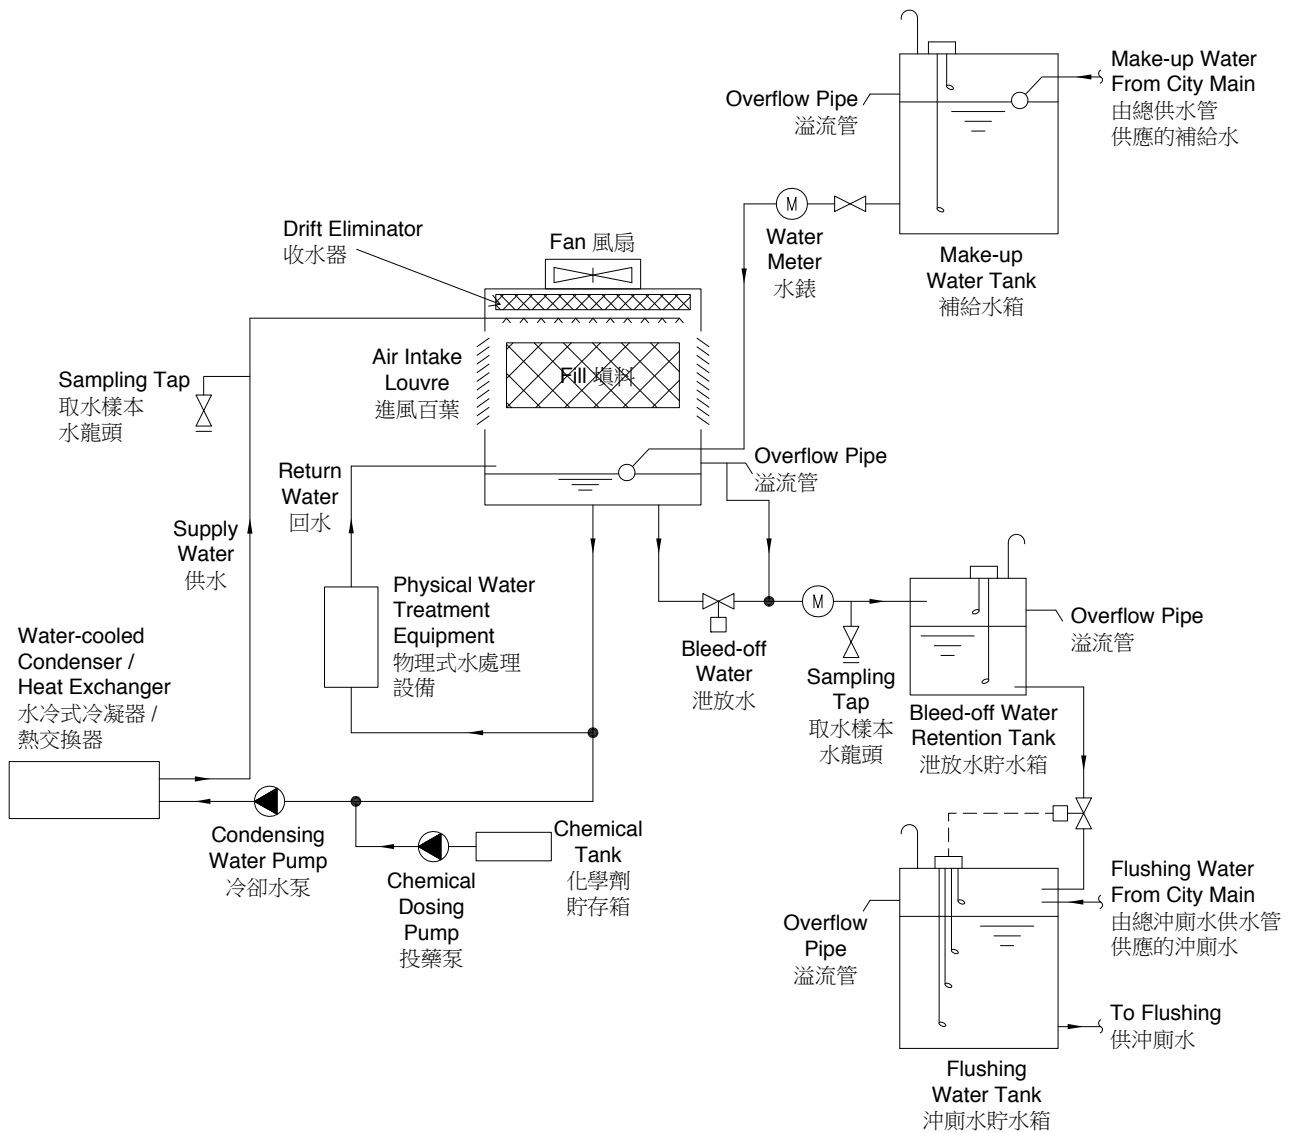 Make-up Water
From City Main
由總供水管
供應的補給水
Overflow Pipe
溢流管
M
Water
Meter
水錶
Make-up
Water Tank
補給水箱
Drift Eliminator
收水器
Fan 風扇
Air Intake
Louvre
進風百葉
Fill 塡料
Sampling Tap
取水樣本
水龍頭
Overflow Pipe
溢流管
Return
Water
回水
Supply
Water
供水
Physical Water
Treatment
Equipment
物理式水處理
設備
M
Bleed-off
Water
泄放水
Sampling
Tap
取水樣本
水龍頭
Overflow Pipe
溢流管
Bleed-off Water
Retention Tank
泄放水貯水箱
Water-cooled
Condenser /
Heat Exchanger
水冷式冷凝器 /
熱交換器
Condensing
Water Pump
冷卻水泵
Chemical
Dosing
Pump
投藥泵
Chemical
Tank
化學劑
貯存箱
Flushing Water
From City Main
由總沖廁水供水管
供應的沖廁水
Overflow
Pipe
溢流管
To Flushing
供沖廁水
Flushing
Water Tank
沖廁水貯水箱